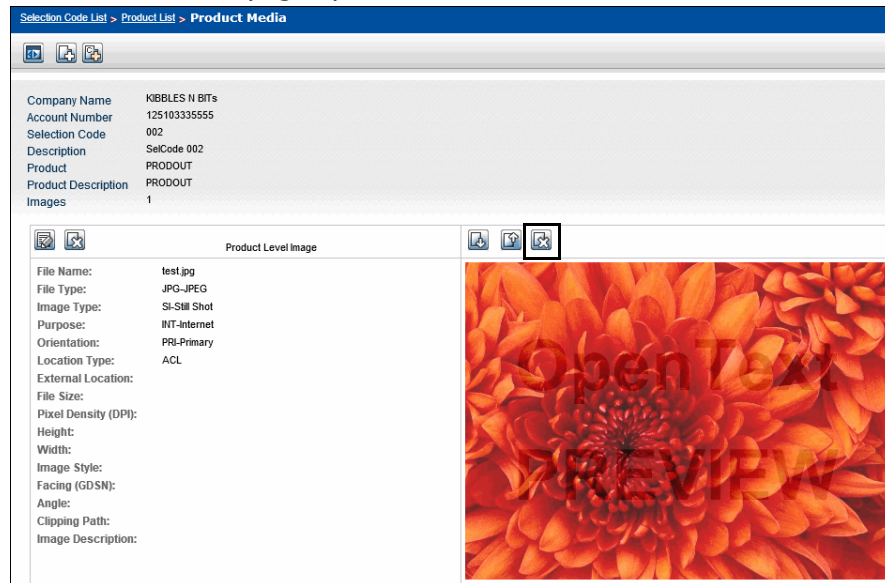 Selection Code List > Product List > Product Media
Company Name KIBBLES N BITs
Account Number 125103335555
Selection Code 002
Description SelCode 002
Product PRODOUT
Product Description PRODOUT
Images 1
Product Level Image
File Name: test.jpg
File Type: JPG-JPEG
Image Type: SI-Still Shot
Purpose: INT-Internet
Orientation: PRI-Primary
Location Type: ACL
External Location:
File Size:
Pixel Density (DPI):
Height:
Width:
Image Style:
Facing (GDSN):
Angle:
Clipping Path:
Image Description:
OpenText
PREVIEW